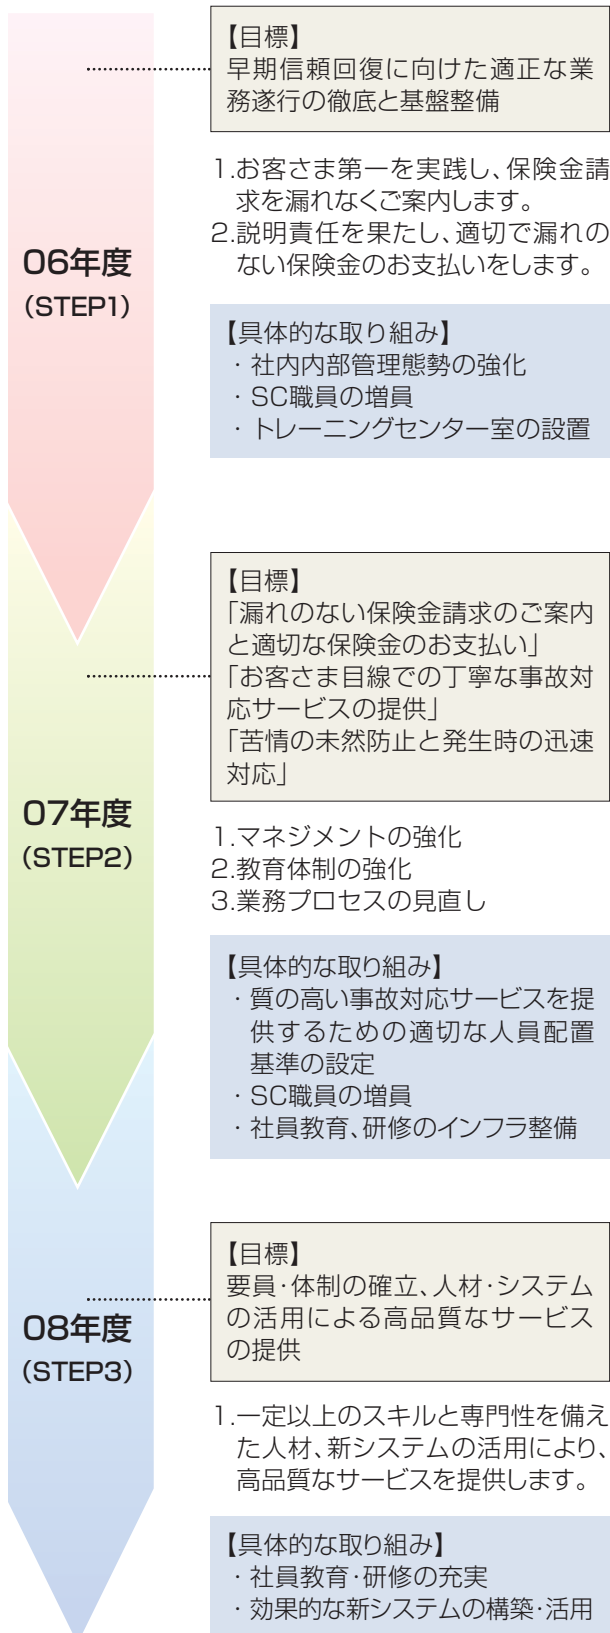 【目標】
早期信頼回復に向けた適正な業
務遂行の徹底と基盤整備
1.お客さま第一を実践し、保険金請
求を漏れなくご案内します。
2.説明責任を果たし、適切で漏れの
ない保険金のお支払いをします。
06年度
(STEP1)
【具体的な取り組み】
・社内内部管理態勢の強化
・SC職員の増員
・トレーニングセンター室の設置
【目標】
「漏れのない保険金請求のご案内
と適切な保険金のお支払い」
「お客さま目線での丁寧な事故対
応サービスの提供」
「苦情の未然防止と発生時の迅速
対応」
07年度
(STEP2)
1.マネジメントの強化
2.教育体制の強化
3.業務プロセスの見直し
【具体的な取り組み】
・質の高い事故対応サービスを提
供するための適切な人員配置
基準の設定
・SC職員の増員
・社員教育、研修のインフラ整備
【目標】
要員・体制の確立、人材・システム
の活用による高品質なサービス
の提供
08年度
(STEP3)
1.一定以上のスキルと専門性を備え
た人材、新システムの活用により、
高品質なサービスを提供します。
【具体的な取り組み】
・社員教育・研修の充実
・効果的な新システムの構築・活用